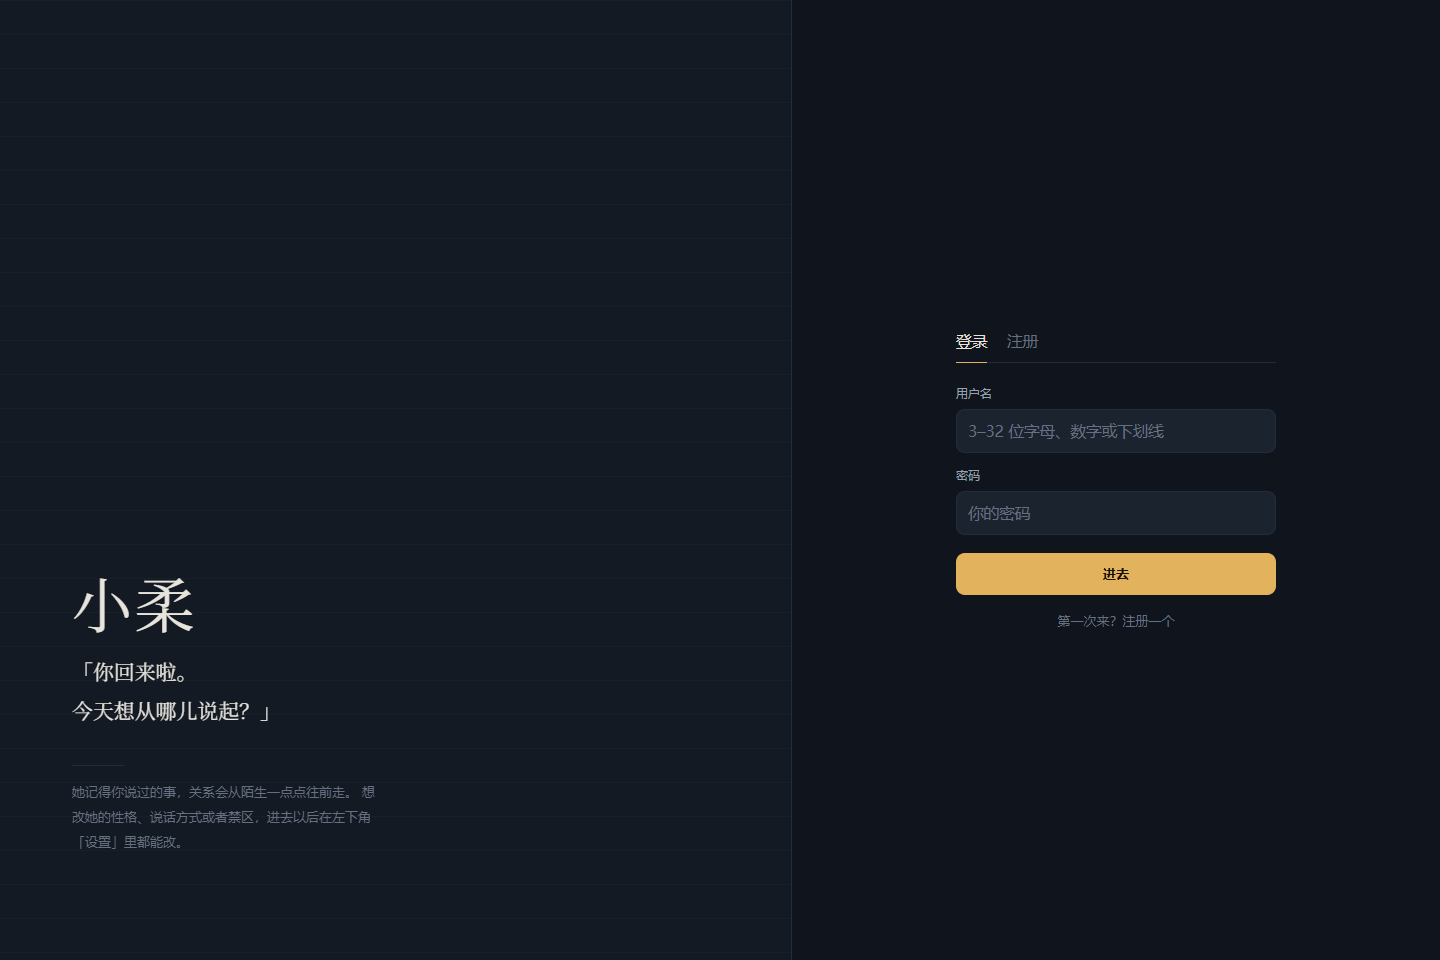 小柔
「你回来啦。
今天想从哪儿说起？」
她记得你说过的事，关系会从陌生一点点往前走。 想
改她的性格、说话方式或者禁区，进去以后在左下角
「设置」里都能改。
登录 注册
用户名
3–32 位字母、数字或下划线
密码
你的密码
进去
第一次来？注册一个